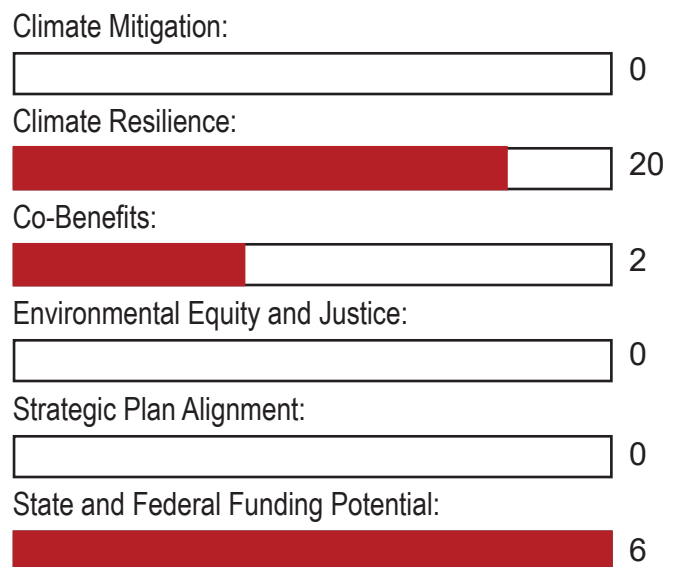 Climate Mitigation:
0
Climate Resilience:
20
Co-Benefits:
2
Environmental Equity and Justice:
0
Strategic Plan Alignment:
0
State and Federal Funding Potential:
6